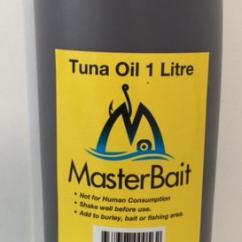 Tuna Oil 1 Litre
MasterBait
• Not for Human Consumption
• Shake well before use.
• Add to burley, bait or fishing area.